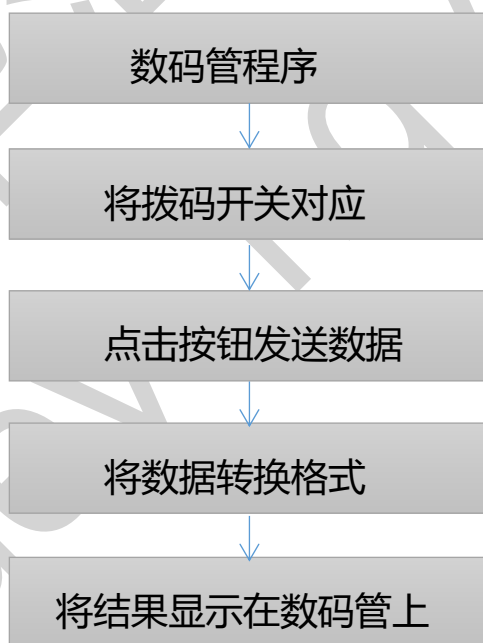 数码管程序
将拨码开关对应
点击按钮发送数据
将数据转换格式
将结果显示在数码管上